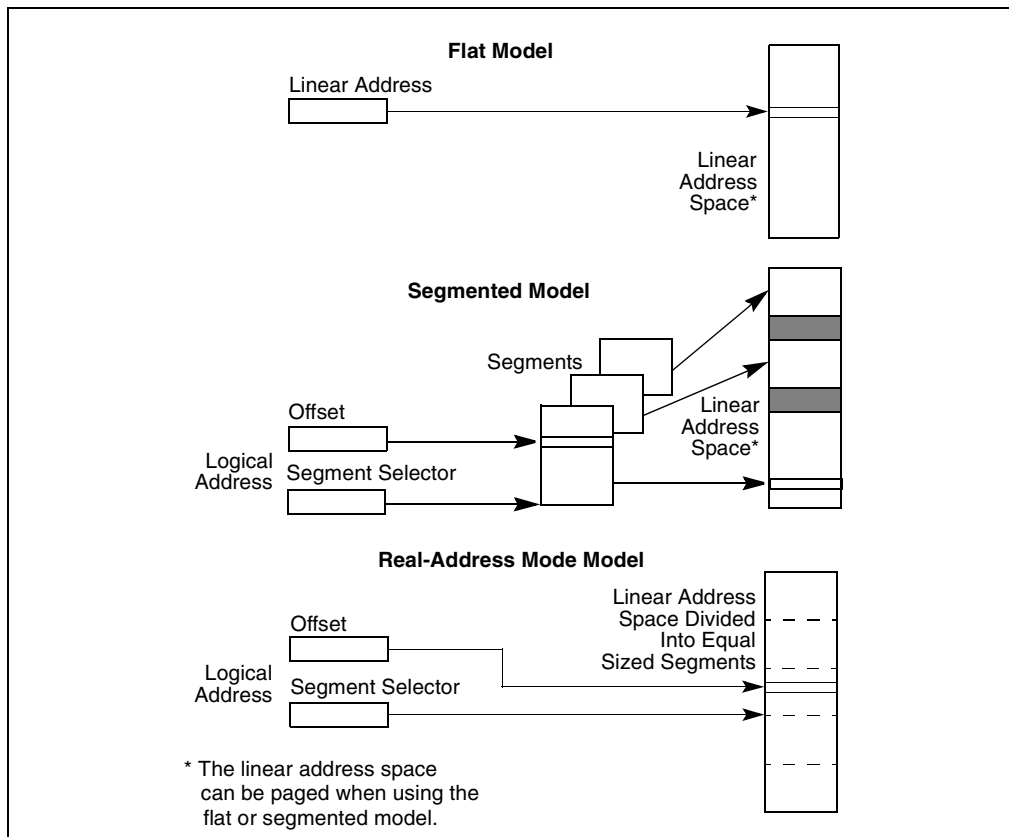 Flat Model
Linear Address
Linear
Address
Space*
Segmented Model
Segments
Linear
Address
Space*
Offset
Logical
Address
Segment Selector
Real-Address Mode Model
Linear Address
Space Divided
Into Equal
Sized Segments
Offset
Logical
Address
Segment Selector
* The linear address space
can be paged when using the
flat or segmented model.